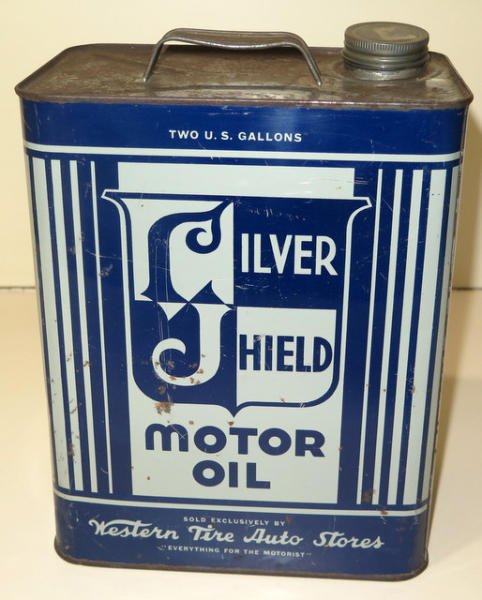 TWO U.S. GALLONS
SILVER
SHIELD
MOTOR
OIL
SOLD EXCLUSIVELY BY
Western Tire Auto Stores
"EVERYTHING FOR THE MOTORIST"